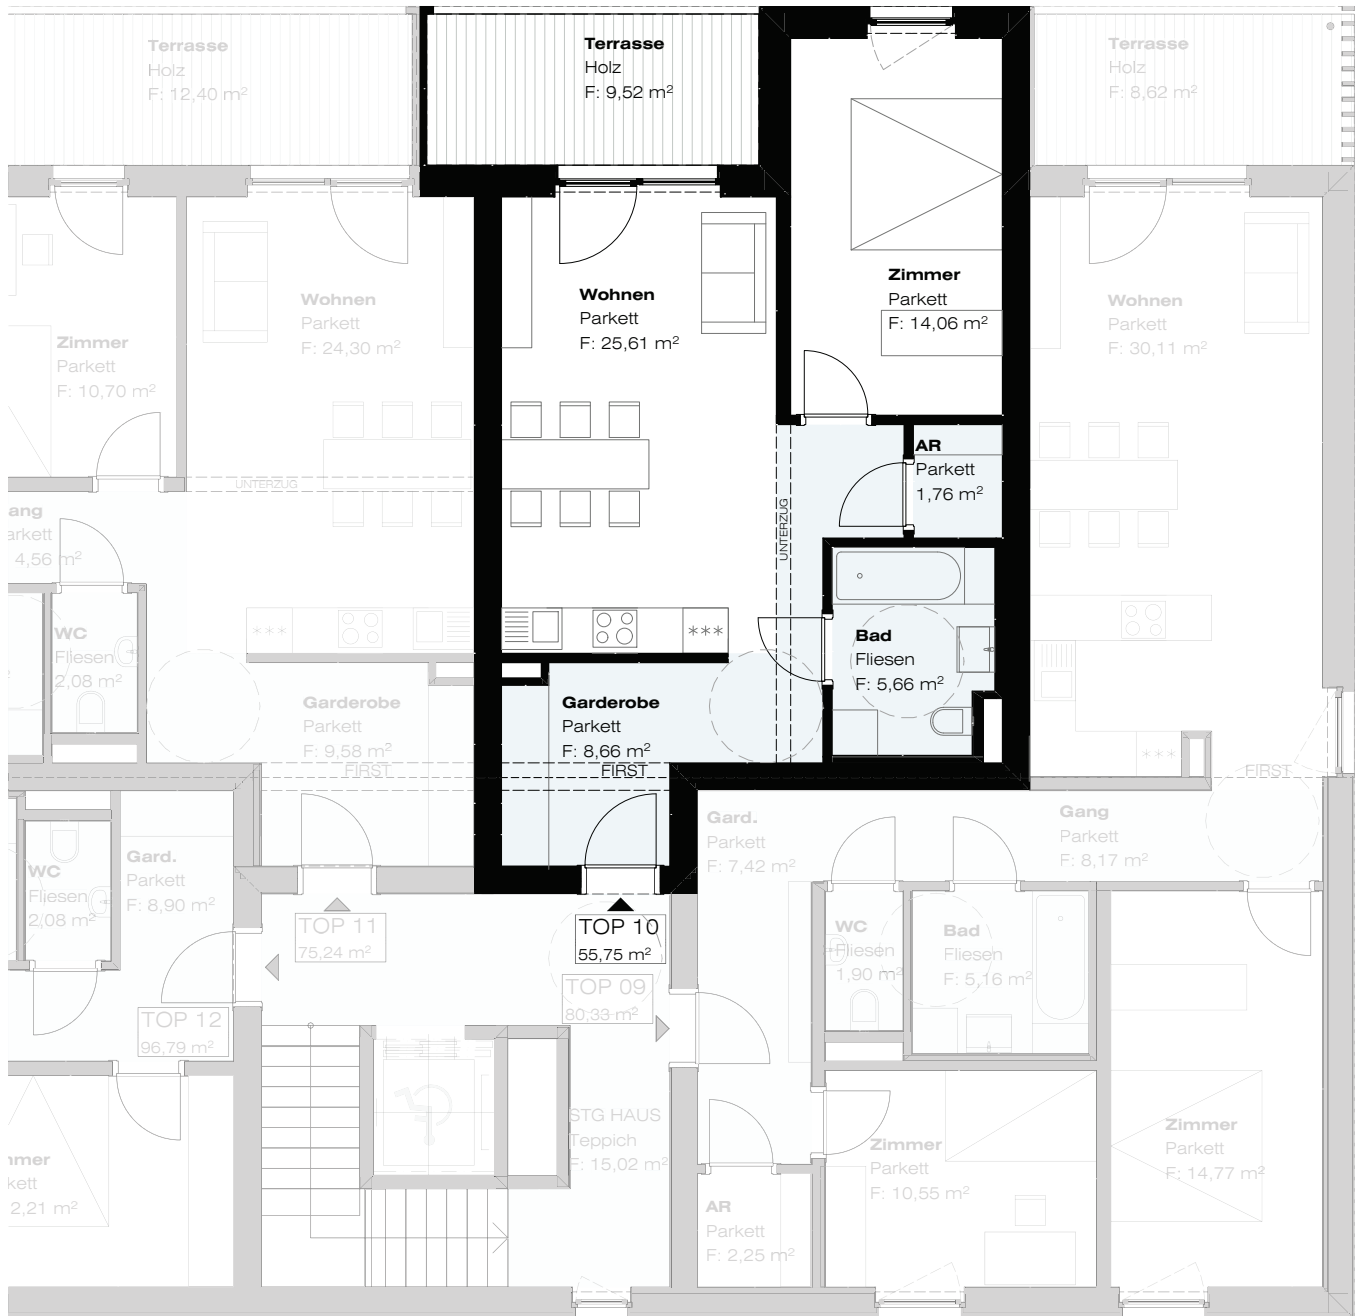 Terrasse
Holz
F: 12,40 m²
Terrasse
Holz
F: 9,52 m²
Terrasse
Holz
F: 8,62 m²
Zimmer
Parkett
F: 10,70 m²
Wohnen
Parkett
F: 24,30 m²
Wohnen
Parkett
F: 25,61 m²
Zimmer
Parkett
F: 14,06 m²
Wohnen
Parkett
F: 30,11 m²
UNTERZUG
UNTERZUG
AR
Parkett
1,76 m²
ang
arkett
4,56 m²
WC
Fliesen
2,08 m²
***
***
***
Bad
Fliesen
F: 5,66 m²
Garderobe
Parkett
F: 9,58 m²
FIRST
Garderobe
Parkett
F: 8,66 m²
FIRST
FIRST
WC
Fliesen
2,08 m²
Gard.
Parkett
F: 8,90 m²
Gard.
Parkett
F: 7,42 m²
Gang
Parkett
F: 8,17 m²
TOP 11
75,24 m²
TOP 10
55,75 m²
TOP 09
80,33 m²
TOP 12
96,79 m²
WC
Fliesen
1,90 m²
Bad
Fliesen
F: 5,16 m²
STG HAUS
Teppich
F: 15,02 m²
mmer
kett
2,21 m²
AR
Parkett
F: 2,25 m²
Zimmer
Parkett
F: 10,55 m²
Zimmer
Parkett
F: 14,77 m²